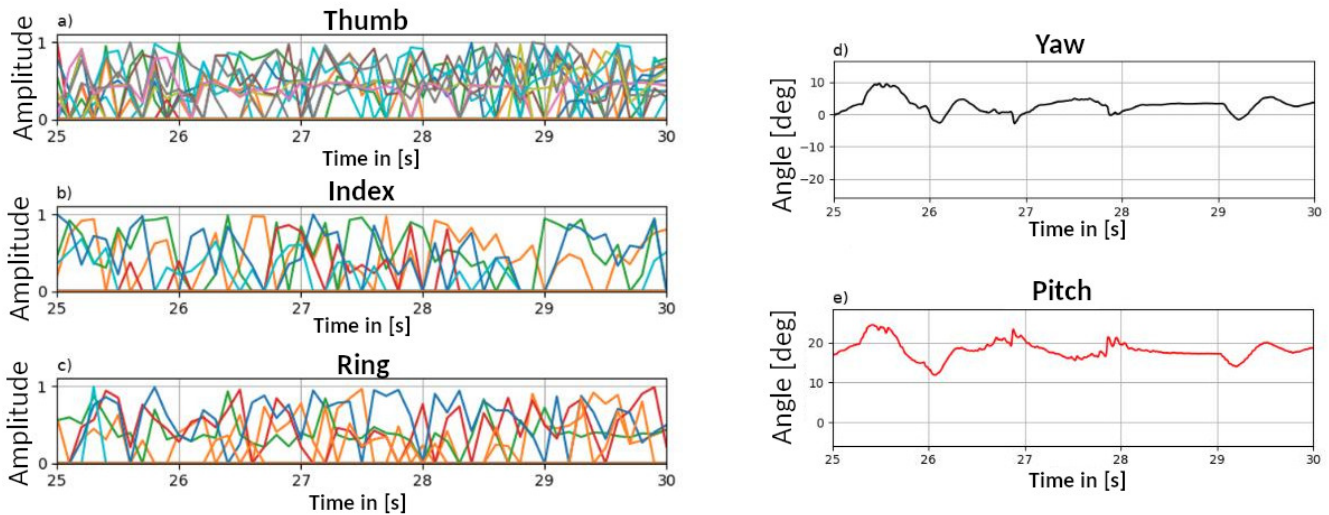 a) Thumb
Amplitude
1
0
25 26 27 28 29 30
Time in [s]
b) Index
Amplitude
1
0
25 26 27 28 29 30
Time in [s]
c) Ring
Amplitude
1
0
25 26 27 28 29 30
Time in [s]
d) Yaw
Angle [deg]
10
0
−10
−20
25 26 27 28 29 30
Time in [s]
e) Pitch
Angle [deg]
20
10
0
25 26 27 28 29 30
Time in [s]